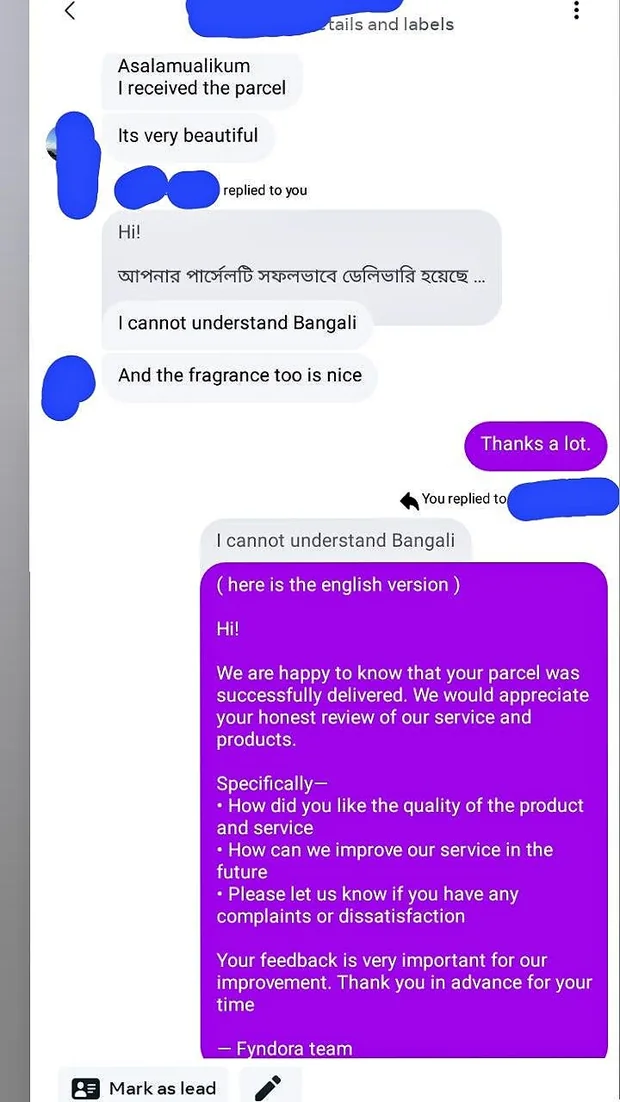 etails and labels
Asalamualikum
I received the parcel
Its very beautiful
replied to you
Hi!
আপনার পার্সেলটি সফলভাবে ডেলিভারি হয়েছে ...
I cannot understand Bangali
And the fragrance too is nice
Thanks a lot.
You replied to
I cannot understand Bangali
( here is the english version )
Hi!
We are happy to know that your parcel was
successfully delivered. We would appreciate
your honest review of our service and
products.
Specifically—
• How did you like the quality of the product
and service
• How can we improve our service in the
future
• Please let us know if you have any
complaints or dissatisfaction
Your feedback is very important for our
improvement. Thank you in advance for your
time
— Fyndora team
Mark as lead